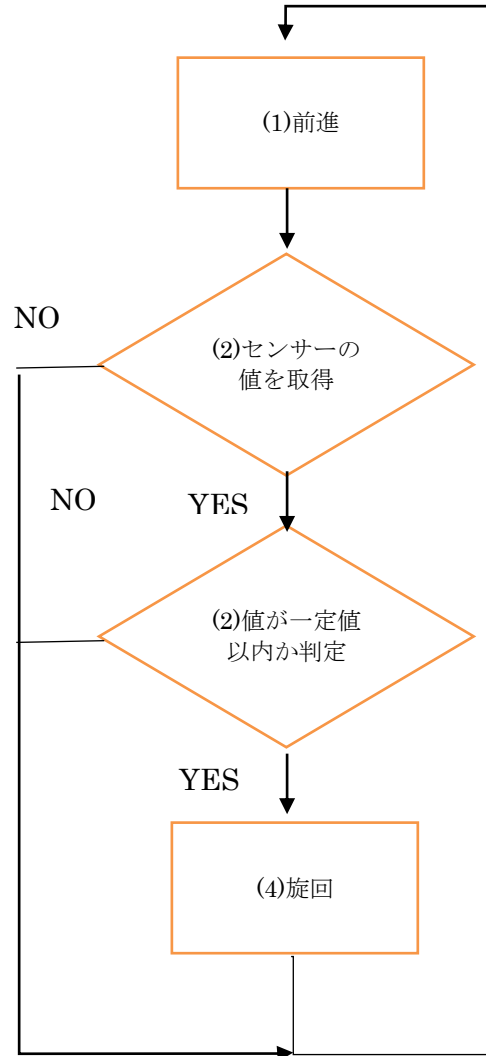 (1)前進
NO
(2)センサーの
値を取得
NO
YES
(2)値が一定値
以内か判定
YES
(4)旋回